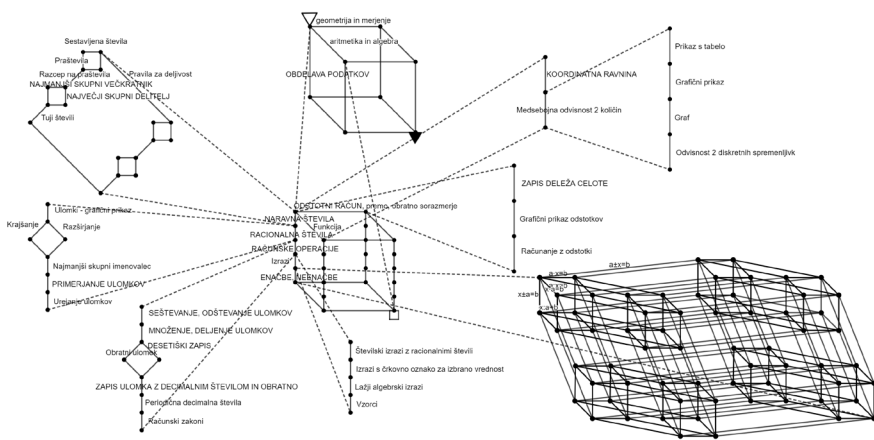 geometrija in merjenje
aritmetika in algebra
OBDELAVA PODATKOV
Sestavljena števila
Praštevila
Razcep na praštevila
Pravila za deljivost
NAJMANJŠI SKUPNI VEČKRATNIK
NAJVEČJI SKUPNI DELITELJ
Tuji števili
KOORDINATNA RAVNINA
Medsebojna odvisnost 2 količin
Prikaz s tabelo
Grafični prikaz
Graf
Odvisnost 2 diskretnih spremenljivk
ZAPIS DELEŽA CELOTE
Grafični prikaz odstotkov
Računanje z odstotki
ODSTOTNI RAČUN, premo, obratno sorazmerje
NARAVNA ŠTEVILA
Funkcija
RACIONALNA ŠTEVILA
RAČUNSKE OPERACIJE
Izrazi
ENAČBE, NEENAČBE
Ulomki - grafični prikaz
Krajšanje
Razširjanje
Najmanjši skupni imenovalec
PRIMERJANJE ULOMKOV
Urejanje ulomkov
SEŠTEVANJE, ODŠTEVANJE ULOMKOV
MNOŽENJE, DELJENJE ULOMKOV
DESETIŠKI ZAPIS
Obratni ulomek
ZAPIS ULOMKA Z DECIMALNIM ŠTEVILOM IN OBRATNO
Periodična decimalna števila
Računski zakoni
Številski izrazi z racionalnimi števili
Izrazi s črkovno oznako za izbrano vrednost
Lažji algebrski izrazi
Vzorci
a±x=b
a·x=b
x±a=b
x:a=b